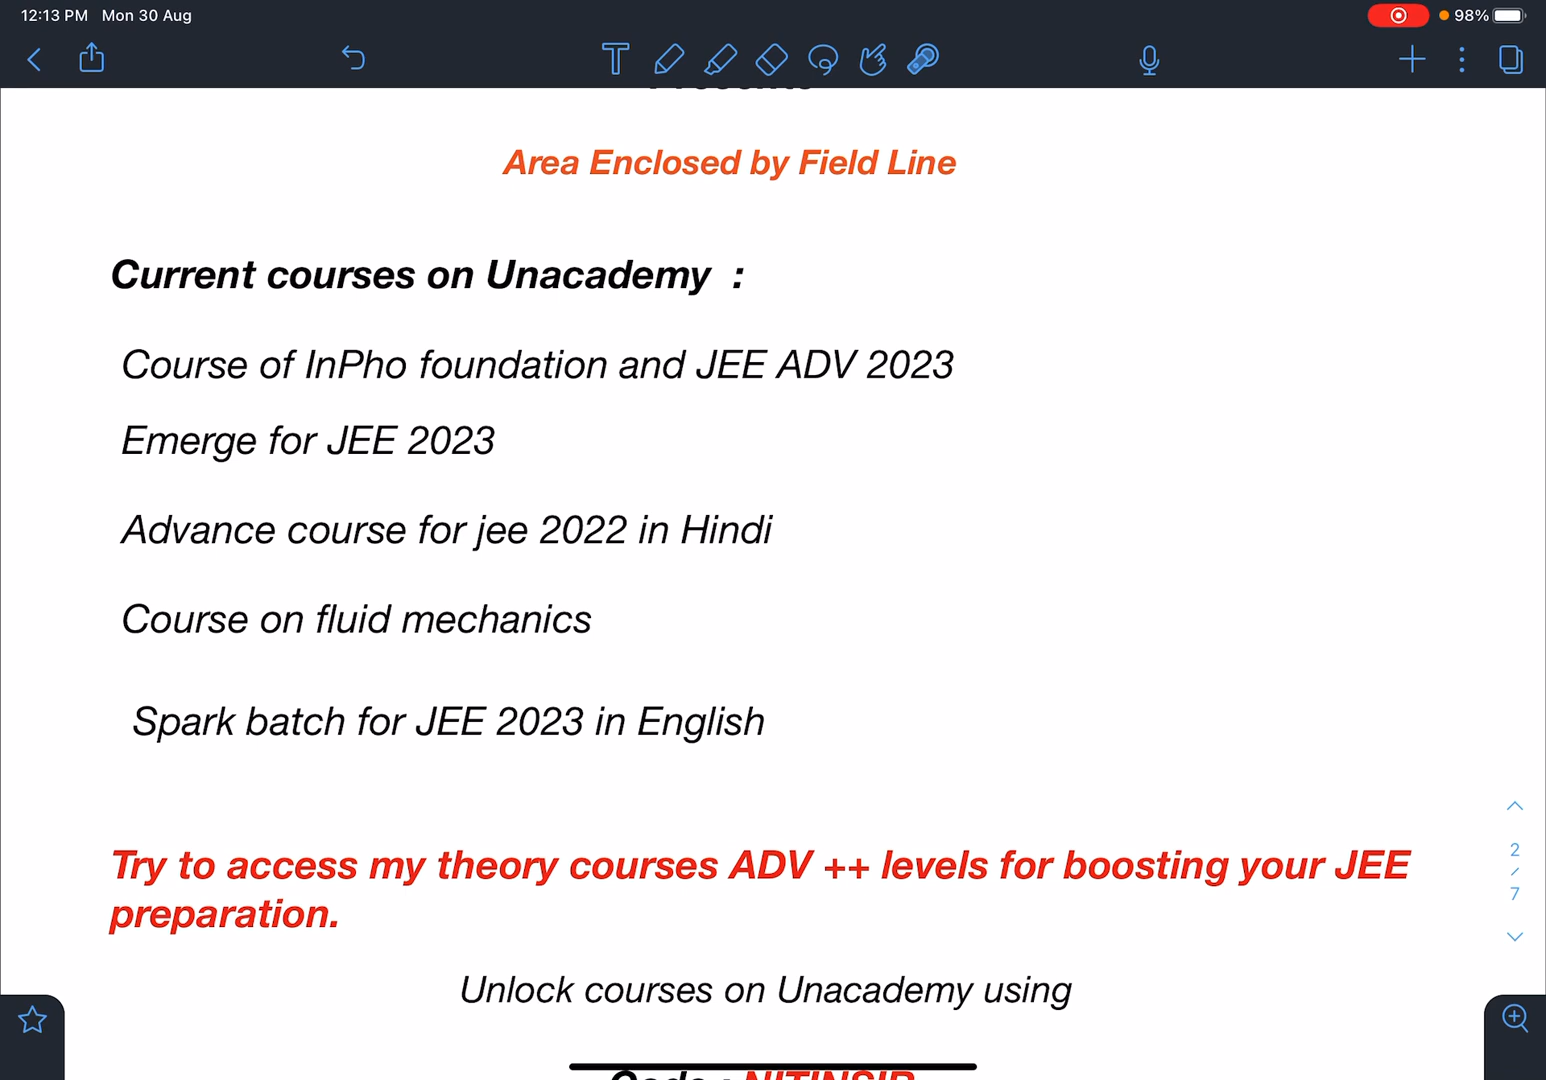 12:13 PM Mon 30 Aug
98%
Presents
Area Enclosed by Field Line
Current courses on Unacademy :
Course of InPho foundation and JEE ADV 2023
Emerge for JEE 2023
Advance course for jee 2022 in Hindi
Course on fluid mechanics
Spark batch for JEE 2023 in English
2
/
7
Try to access my theory courses ADV ++ levels for boosting your JEE
preparation.
Unlock courses on Unacademy using
Code : NITINSIR